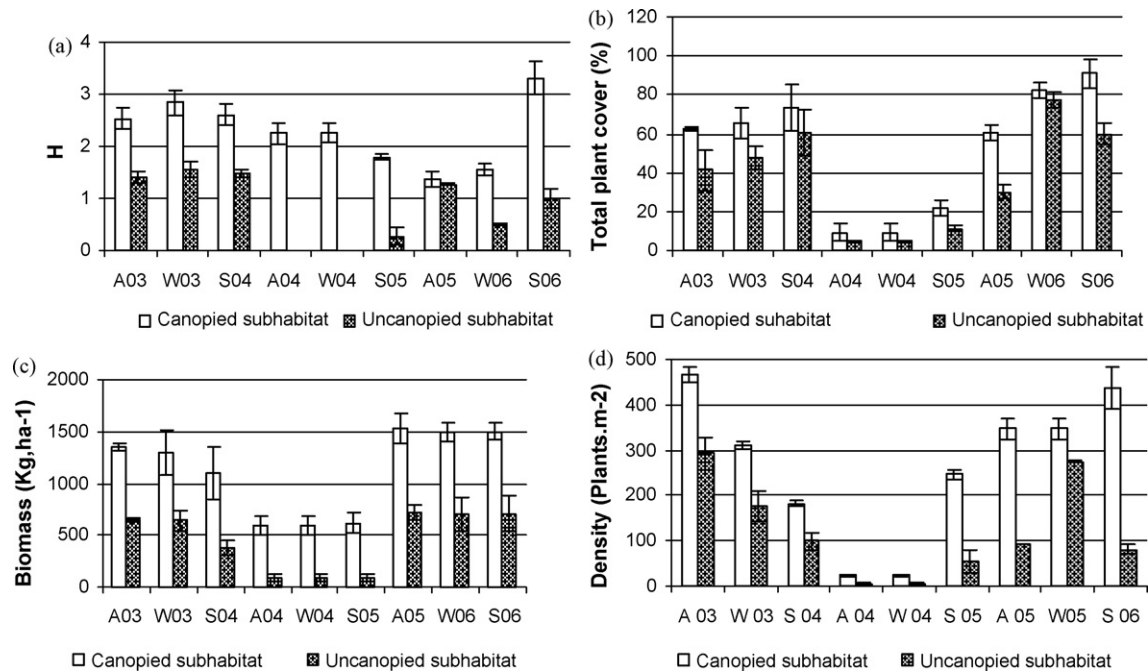 (a)
H
4
3
2
1
0
A03 W03 S04 A04 W04 S05 A05 W06 S06
Canopied subhabitat Uncanopied subhabitat
(b)
Total plant cover (%)
120
100
80
60
40
20
0
A03 W03 S04 A04 W04 S05 A05 W06 S06
Canopied suhabitat Uncanopied subhabitat
(c)
Biomass (Kg,ha-1)
2000
1500
1000
500
0
A03 W03 S04 A04 W04 S05 A05 W06 S06
Canopied subhabitat Uncanopied subhabitat
(d)
Density (Plants.m-2)
500
400
300
200
100
0
A 03 W 03 S 04 A 04 W 04 S 05 A 05 W05 S 06
Canopied subhabitat Uncanopied subhabitat